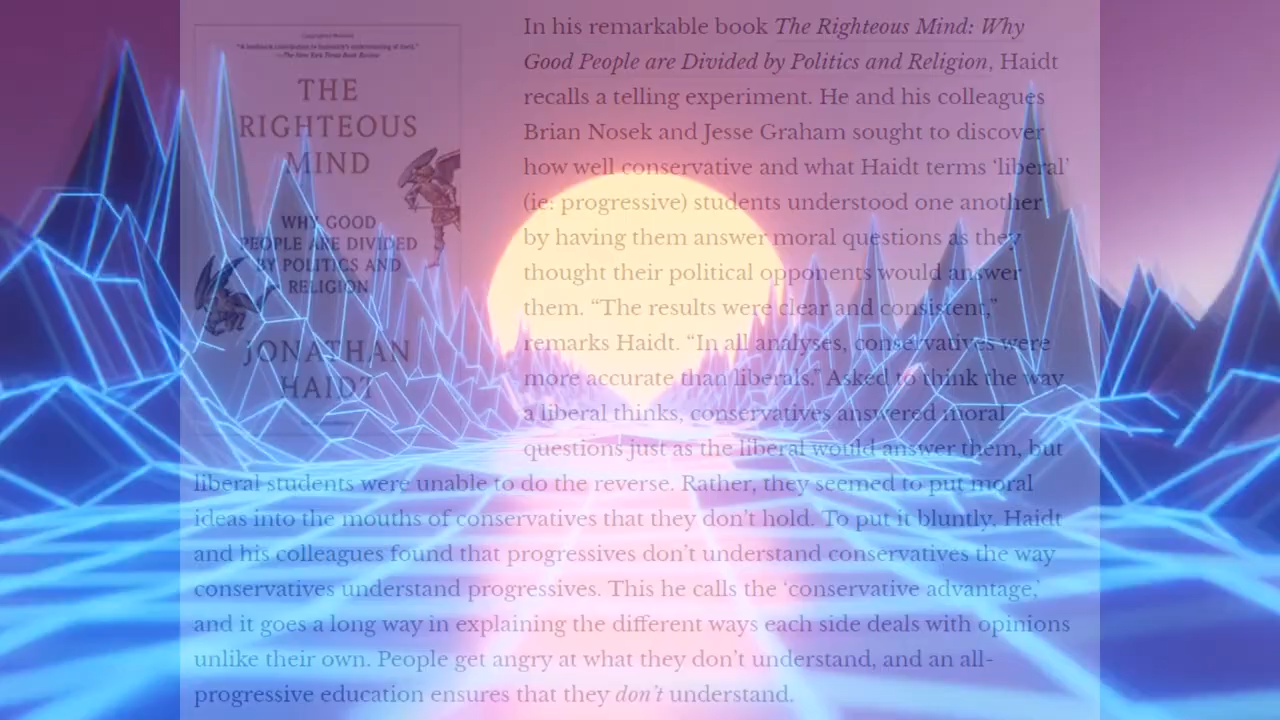 "A landmark contribution to humanity's understanding of itself."
—The New York Times Book Review
THE
RIGHTEOUS
MIND
WHY GOOD
PEOPLE ARE DIVIDED
BY POLITICS AND
RELIGION
JONATHAN
HAIDT
In his remarkable book The Righteous Mind: Why
Good People are Divided by Politics and Religion, Haidt
recalls a telling experiment. He and his colleagues
Brian Nosek and Jesse Graham sought to discover
how well conservative and what Haidt terms ‘liberal’
(ie: progressive) students understood one another
by having them answer moral questions as they
thought their political opponents would answer
them. “The results were clear and consistent,”
remarks Haidt. “In all analyses, conservatives were
more accurate than liberals.” Asked to think the way
a liberal thinks, conservatives answered moral
questions just as the liberal would answer them, but
liberal students were unable to do the reverse. Rather, they seemed to put moral
ideas into the mouths of conservatives that they don’t hold. To put it bluntly, Haidt
and his colleagues found that progressives don’t understand conservatives the way
conservatives understand progressives. This he calls the ‘conservative advantage,’
and it goes a long way in explaining the different ways each side deals with opinions
unlike their own. People get angry at what they don’t understand, and an all-
progressive education ensures that they don’t understand.